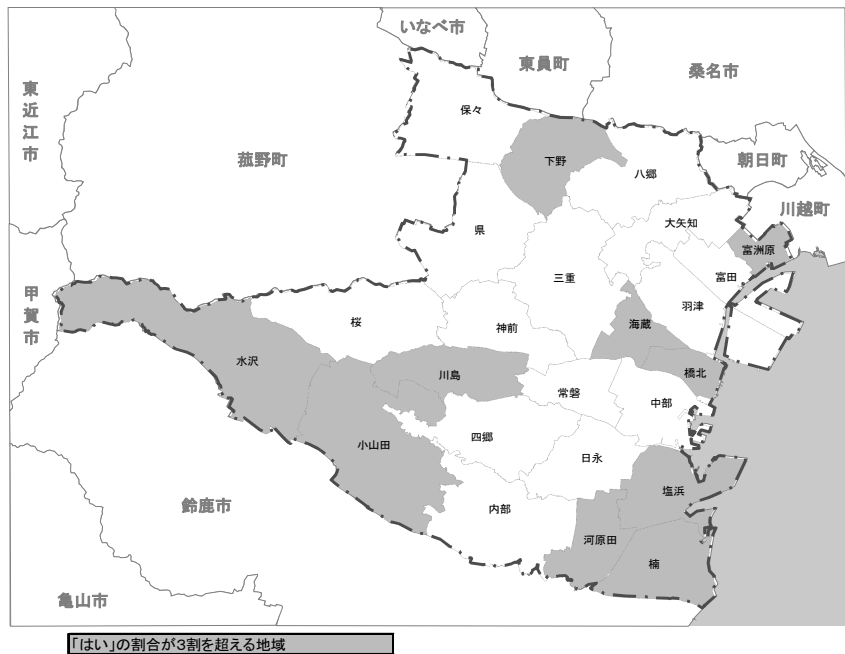 いなべ市
東員町
桑名市
東近江市
菰野町
保々
下野
八郷
朝日町
川越町
県
大矢知
富洲原
三重
富田
羽津
甲賀市
桜
神前
海蔵
水沢
川島
橋北
常磐
中部
小山田
四郷
日永
塩浜
鈴鹿市
内部
河原田
楠
亀山市
「はい」の割合が3割を超える地域